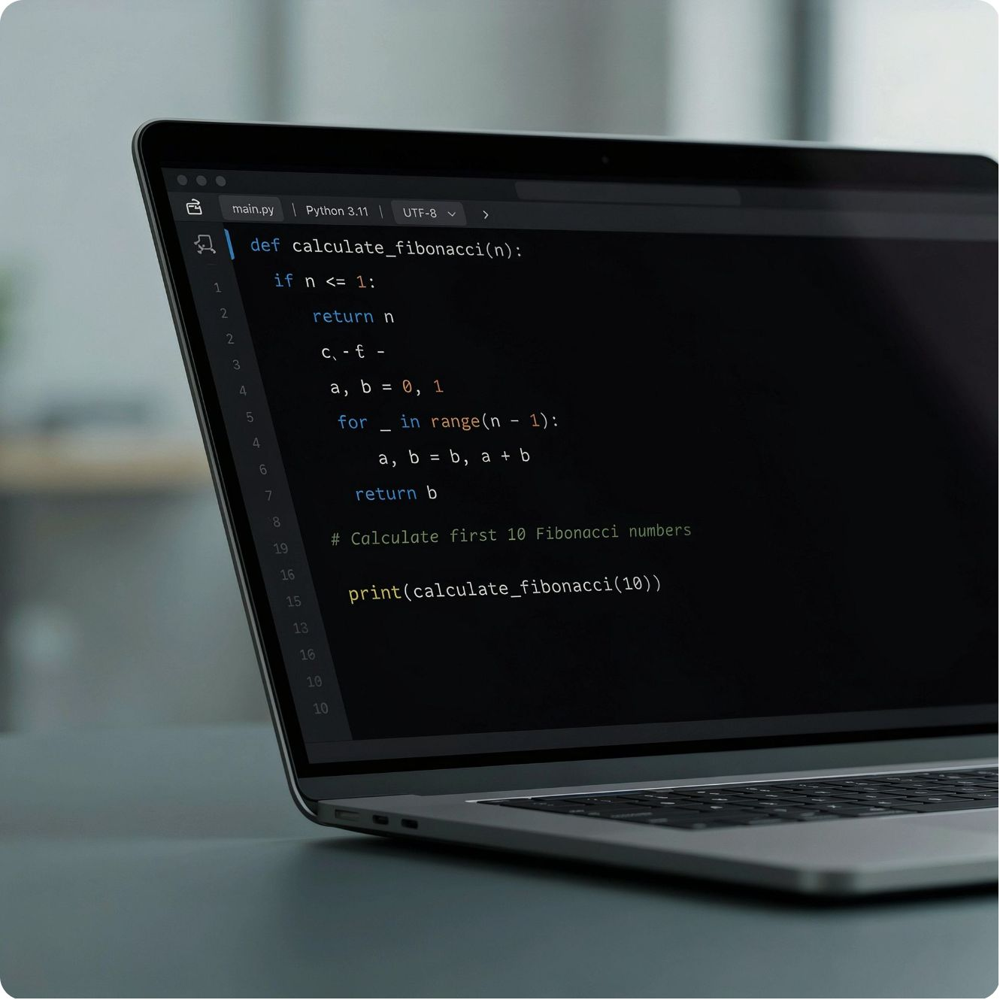 main.py | Python 3.11 | UTF-8
def calculate_fibonacci(n):
1
if n <= 1:
2
return n
2
3
4
a, b = 0, 1
5
for _ in range(n - 1):
4
a, b = b, a + b
6
7
return b
8
19
# Calculate first 10 Fibonacci numbers
16
15
print(calculate_fibonacci(10))
13
16
10
10